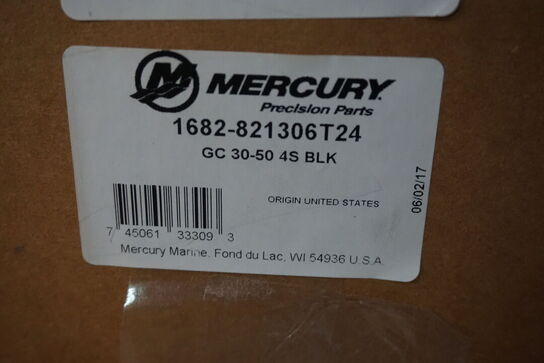 MERCURY
Precision Parts
1682-821306T24
GC 30-50 4S BLK
ORIGIN UNITED STATES
06/02/17
7 45061 33309 3
Mercury Marine, Fond du Lac, WI 54936 U.S.A.